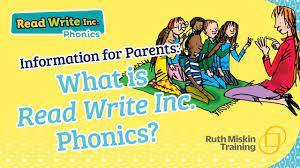 Read Write Inc.
Phonics
Information for Parents:
What is
Read Write Inc.
Phonics?
Ruth Miskin
Training